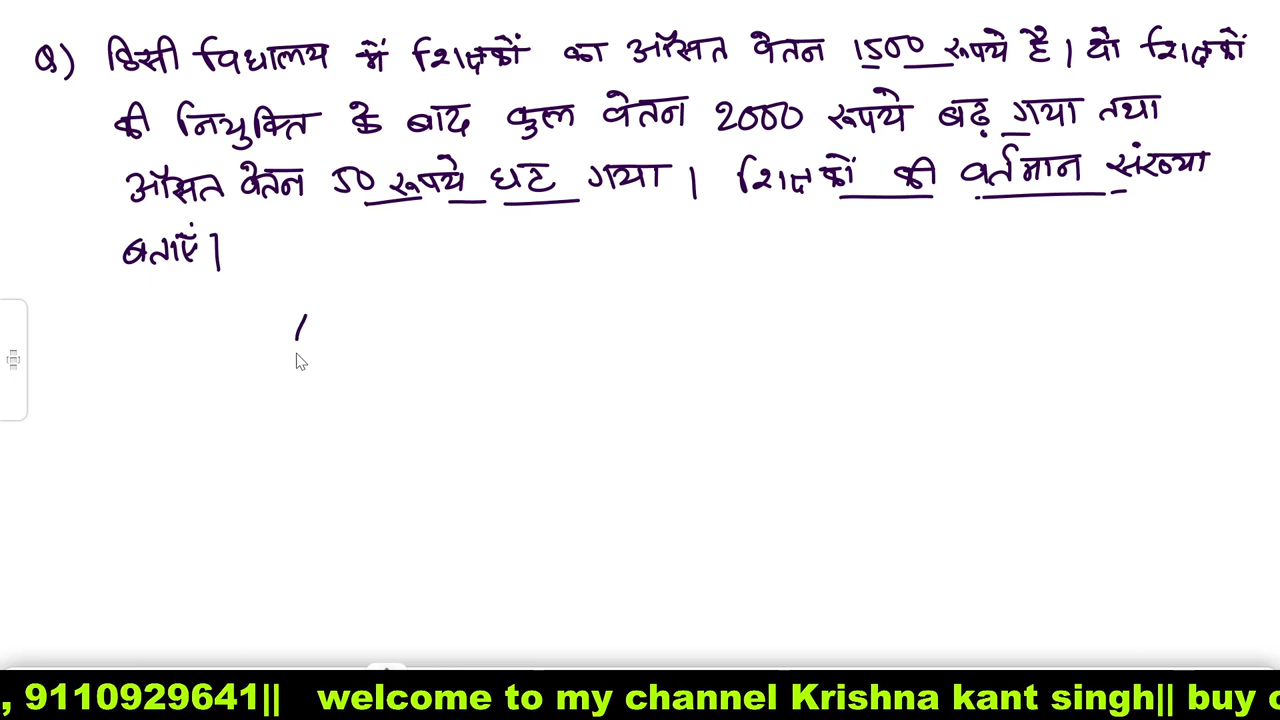 Q) किसी विद्यालय में शिक्षकों का औसत वेतन 1500 रूपये है। दो शिक्षकों
की नियुक्ति के बाद कुल वेतन 2000 रूपये बढ़ गया तथा
औसत वेतन 50 रूपये घट गया। शिक्षकों की वर्तमान संख्या
बताएँ।
, 9110929641|| welcome to my channel Krishna kant singh|| buy